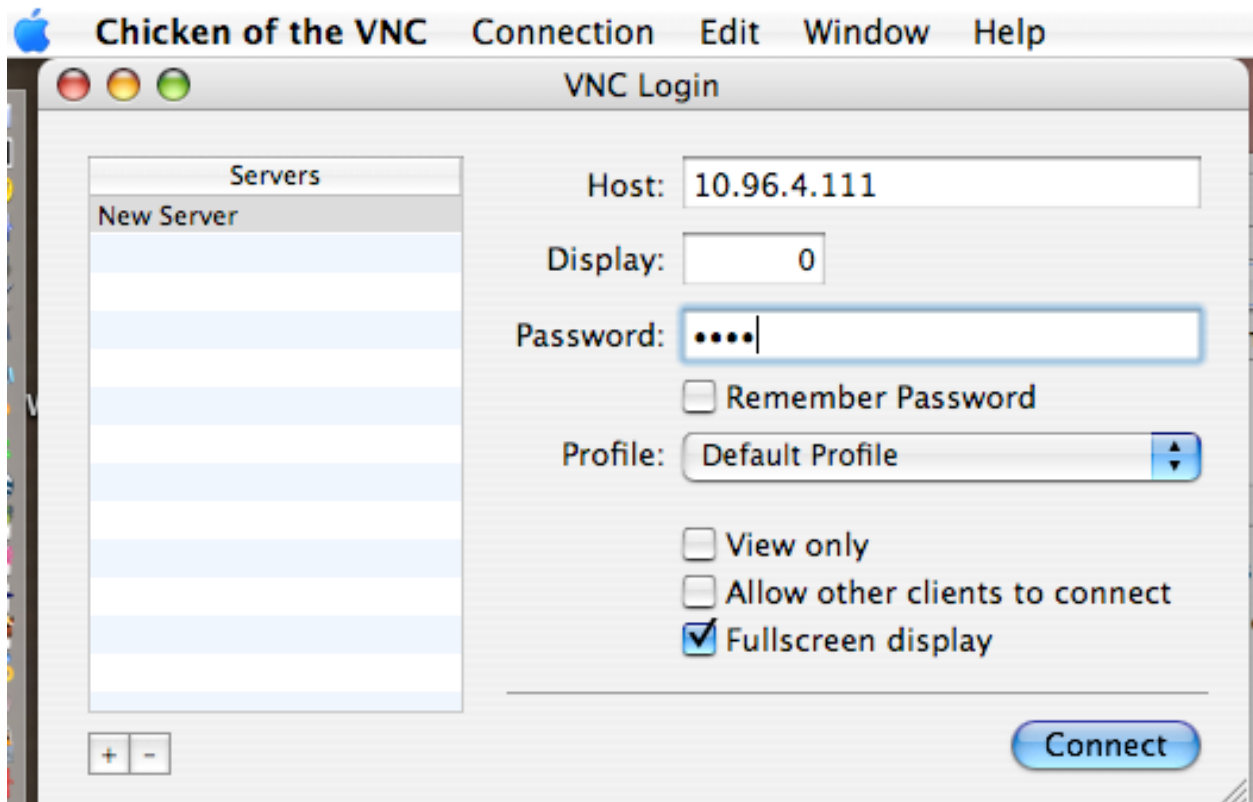 Chicken of the VNC Connection Edit Window Help
VNC Login
Servers
New Server
Host: 10.96.4.111
Display: 0
Password: ••••
Remember Password
Profile: Default Profile
View only
Allow other clients to connect
Fullscreen display
+ -
Connect